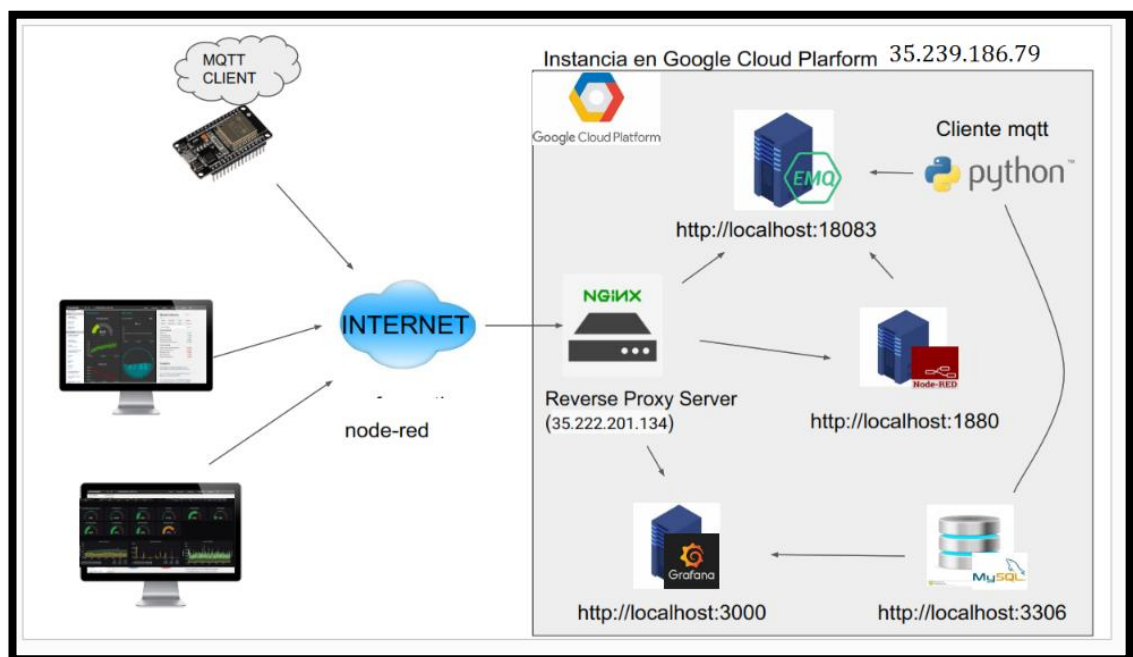 MQTT
CLIENT
Instancia en Google Cloud Plarform 35.239.186.79
Google Cloud Platform
Cliente mqtt
EMQ
python™
http://localhost:18083
NGiNX
INTERNET
Node-RED
Reverse Proxy Server
(35.222.201.134)
http://localhost:1880
node-red
Grafana
MySQL
http://localhost:3000
http://localhost:3306